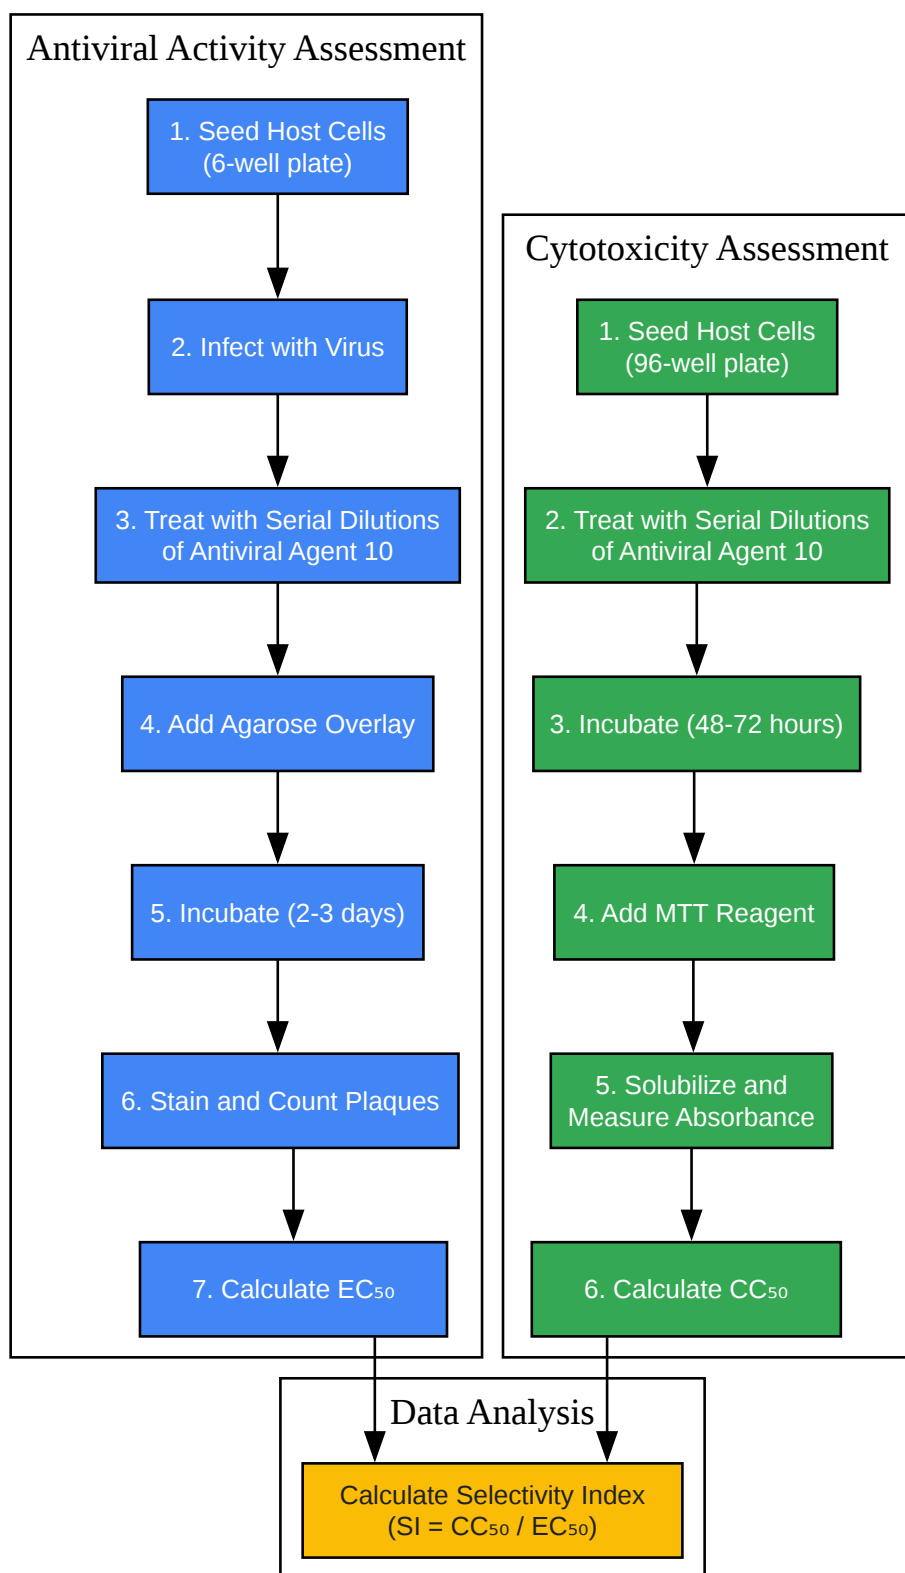 Antiviral Activity Assessment
1. Seed Host Cells
(6-well plate)
2. Infect with Virus
3. Treat with Serial Dilutions
of Antiviral Agent 10
4. Add Agarose Overlay
5. Incubate (2-3 days)
6. Stain and Count Plaques
7. Calculate EC₅₀
Cytotoxicity Assessment
1. Seed Host Cells
(96-well plate)
2. Treat with Serial Dilutions
of Antiviral Agent 10
3. Incubate (48-72 hours)
4. Add MTT Reagent
5. Solubilize and
Measure Absorbance
6. Calculate CC₅₀
Data Analysis
Calculate Selectivity Index
(SI = CC₅₀ / EC₅₀)